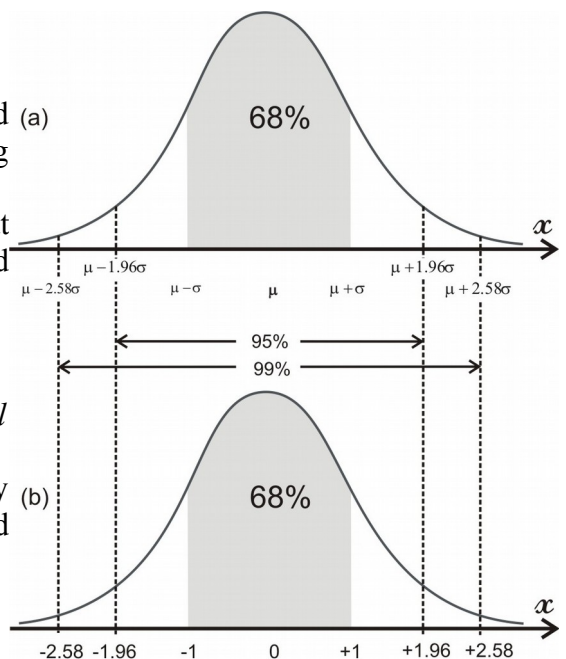 d (a)
g
68%
t
x
d
μ−1.96σ μ+1.96σ
μ−2.58σ μ−σ μ μ+σ μ+2.58σ
95%
99%
l
y (b)
d
68%
x
-2.58 -1.96 -1 0 +1 +1.96 +2.58